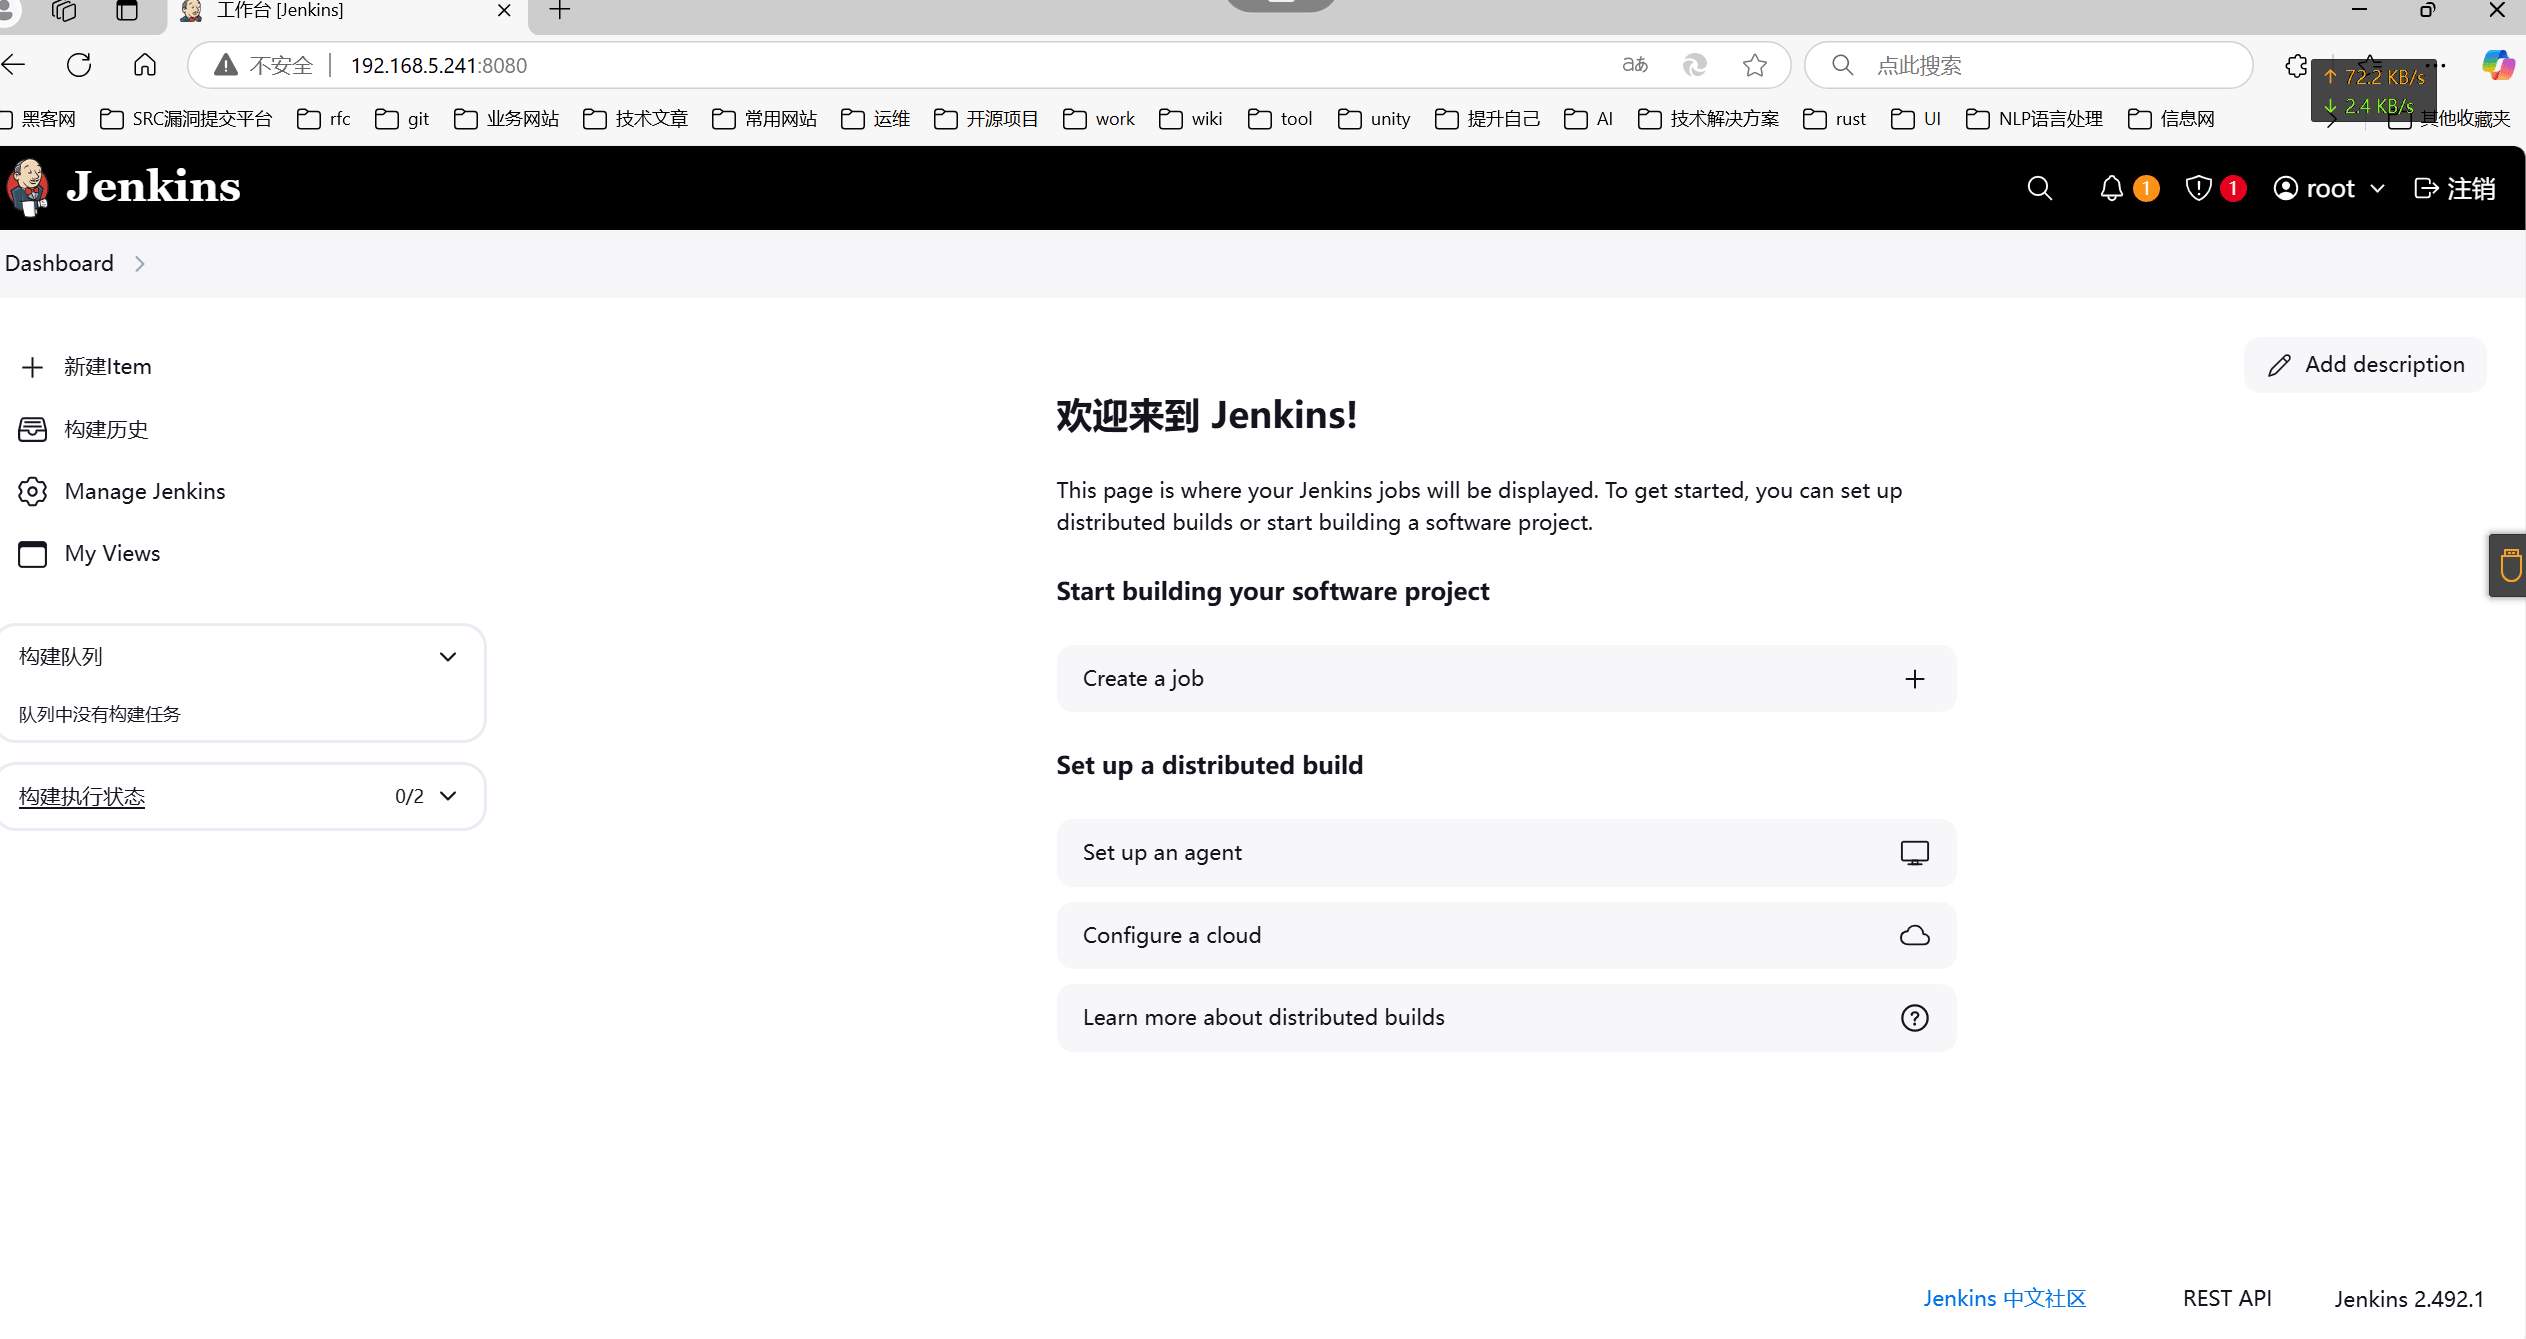 工作台 [Jenkins]
不安全 192.168.5.241:8080 aあ 点此搜索
↑ 72.2 KB/s
↓ 2.4 KB/s
黑客网 SRC漏洞提交平台 rfc git 业务网站 技术文章 常用网站 运维 开源项目 work wiki tool unity 提升自己 AI 技术解决方案 rust UI NLP语言处理 信息网 其他收藏夹
Jenkins 1 1 root 注销
Dashboard
新建Item
构建历史
Manage Jenkins
My Views
构建队列
队列中没有构建任务
构建执行状态 0/2
Add description
欢迎来到 Jenkins!
This page is where your Jenkins jobs will be displayed. To get started, you can set up
distributed builds or start building a software project.
Start building your software project
Create a job
Set up a distributed build
Set up an agent
Configure a cloud
Learn more about distributed builds
Jenkins 中文社区 REST API Jenkins 2.492.1